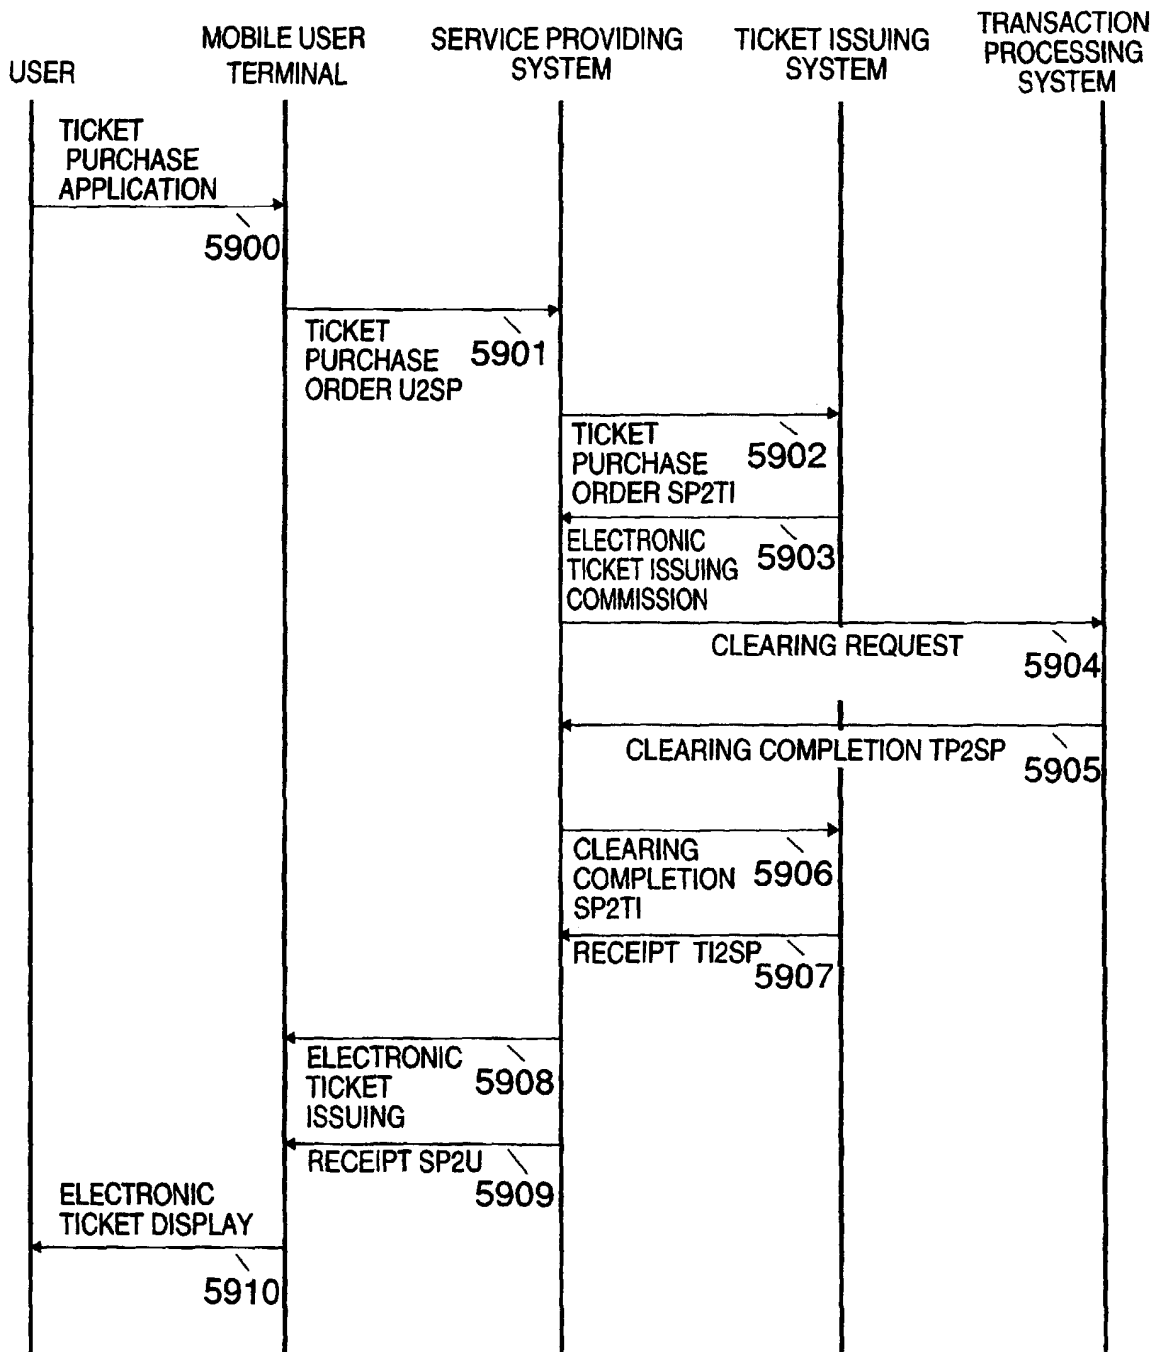 USER
MOBILE USER
TERMINAL
SERVICE PROVIDING
SYSTEM
TICKET ISSUING
SYSTEM
TRANSACTION
PROCESSING
SYSTEM
TICKET
PURCHASE
APPLICATION
5900
TICKET
PURCHASE
ORDER U2SP
5901
TICKET
PURCHASE
ORDER SP2TI
5902
ELECTRONIC
TICKET ISSUING
COMMISSION
5903
CLEARING REQUEST
5904
CLEARING COMPLETION TP2SP
5905
CLEARING
COMPLETION
SP2TI
5906
RECEIPT TI2SP
5907
ELECTRONIC
TICKET
ISSUING
5908
RECEIPT SP2U
5909
ELECTRONIC
TICKET DISPLAY
5910